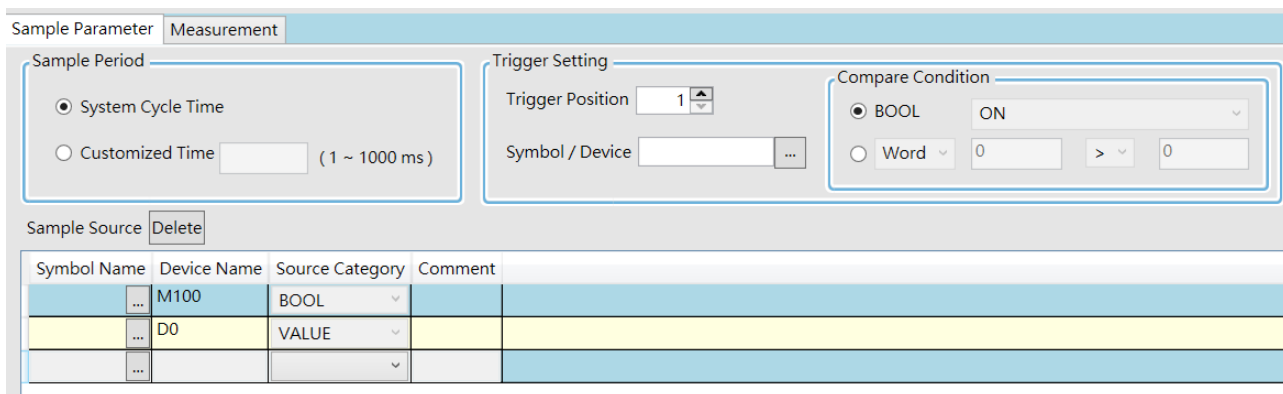 Sample Parameter Measurement
Sample Period
System Cycle Time
Customized Time ( 1 ~ 1000 ms )
Trigger Setting
Trigger Position 1
Symbol / Device ...
Compare Condition
BOOL ON
Word 0 > 0
Sample Source Delete
Symbol Name Device Name Source Category Comment
... M100 BOOL
... D0 VALUE
...